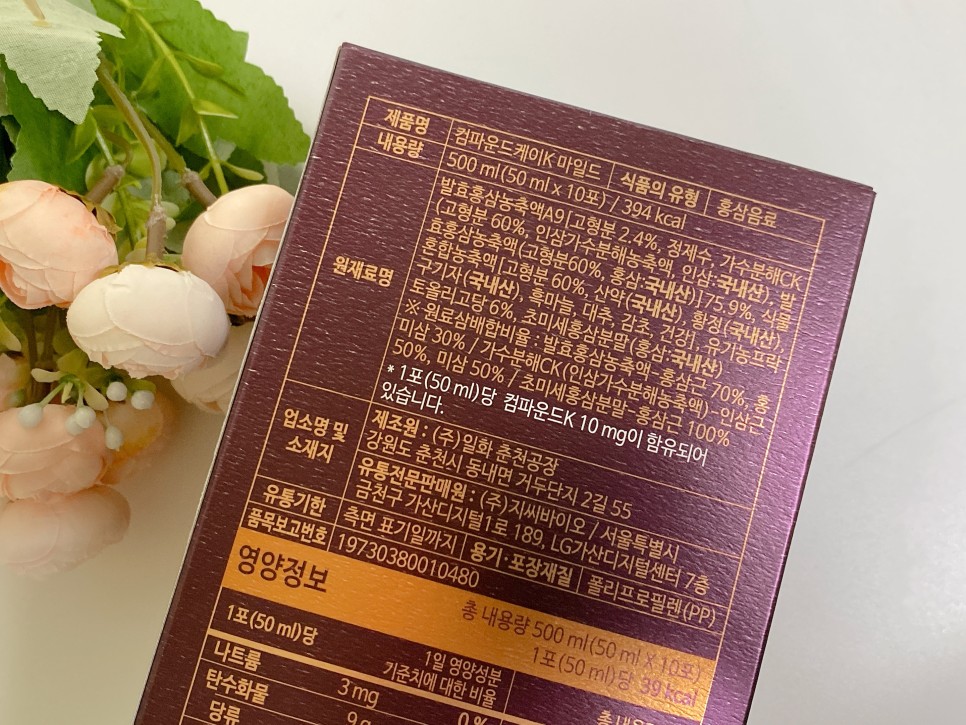 제품명 컴파운드케이K 마일드 식품의 유형 홍삼음료
내용량 500 ml(50 ml x 10포) / 394 kcal
원재료명 발효홍삼농축액A9 [고형분 2.4%, 정제수, 가수분해CK
(고형분 60%, 인삼가수분해농축액, 인삼:국내산), 발
효홍삼농축액(고형분60%, 홍삼:국내산)] 75.9%, 식물
혼합농축액 [고형분 60%, 산약(국내산), 황정(국내산),
구기자(국내산), 흑마늘, 대추, 감초, 건강], 유기농프락
토올리고당 6%, 초미세홍삼분말(홍삼:국내산)
※ 원료삼배합비율 : 발효홍삼농축액-홍삼근 70%, 홍
미삼 30% / 가수분해CK(인삼가수분해농축액)-인삼근
50%, 미삼 50% / 초미세홍삼분말-홍삼근 100%
* 1포(50 ml)당 컴파운드K 10 mg이 함유되어
있습니다.
업소명 및 소재지 제조원 : (주)일화 춘천공장
강원도 춘천시 동내면 거두단지 2길 55
유통전문판매원 : (주)지씨바이오 / 서울특별시
금천구 가산디지털1로 189, LG가산디지털센터 7층
유통기한 측면 표기일까지 용기·포장재질 폴리프로필렌(PP)
품목보고번호 19730380010480
영양정보 총 내용량 500 ml(50 ml x 10포)
1포(50 ml)당 39 kcal
1포(50 ml)당 1일 영양성분
기준치에 대한 비율
나트륨 3 mg 0 %
탄수화물 9 g
당류
총 내용